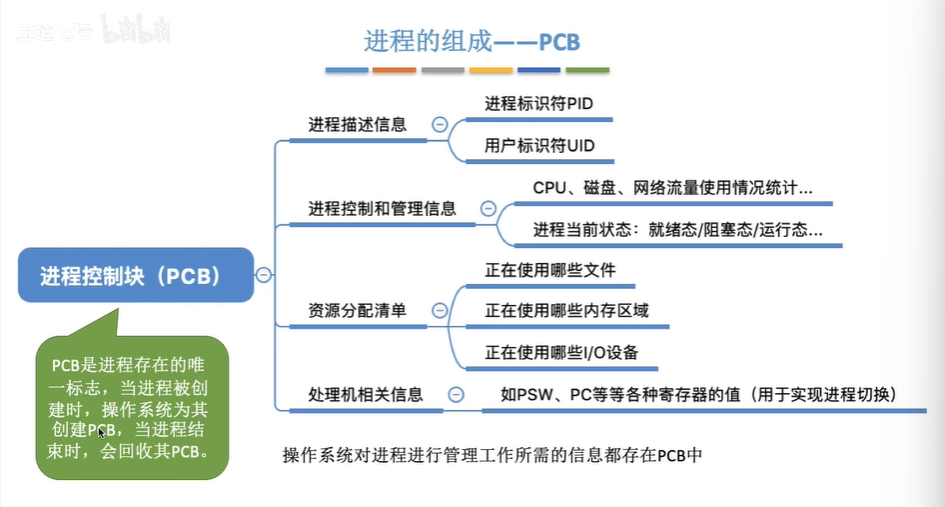 bilibili
进程的组成——PCB
进程标识符PID
进程描述信息
用户标识符UID
CPU、磁盘、网络流量使用情况统计...
进程控制和管理信息
进程当前状态：就绪态/阻塞态/运行态...
进程控制块（PCB）
正在使用哪些文件
资源分配清单
正在使用哪些内存区域
正在使用哪些I/O设备
处理机相关信息
如PSW、PC等等各种寄存器的值（用于实现进程切换）
PCB是进程存在的唯
一标志，当进程被创
建时，操作系统为其
创建PCB，当进程结
束时，会回收其PCB。
操作系统对进程进行管理工作所需的信息都存在PCB中